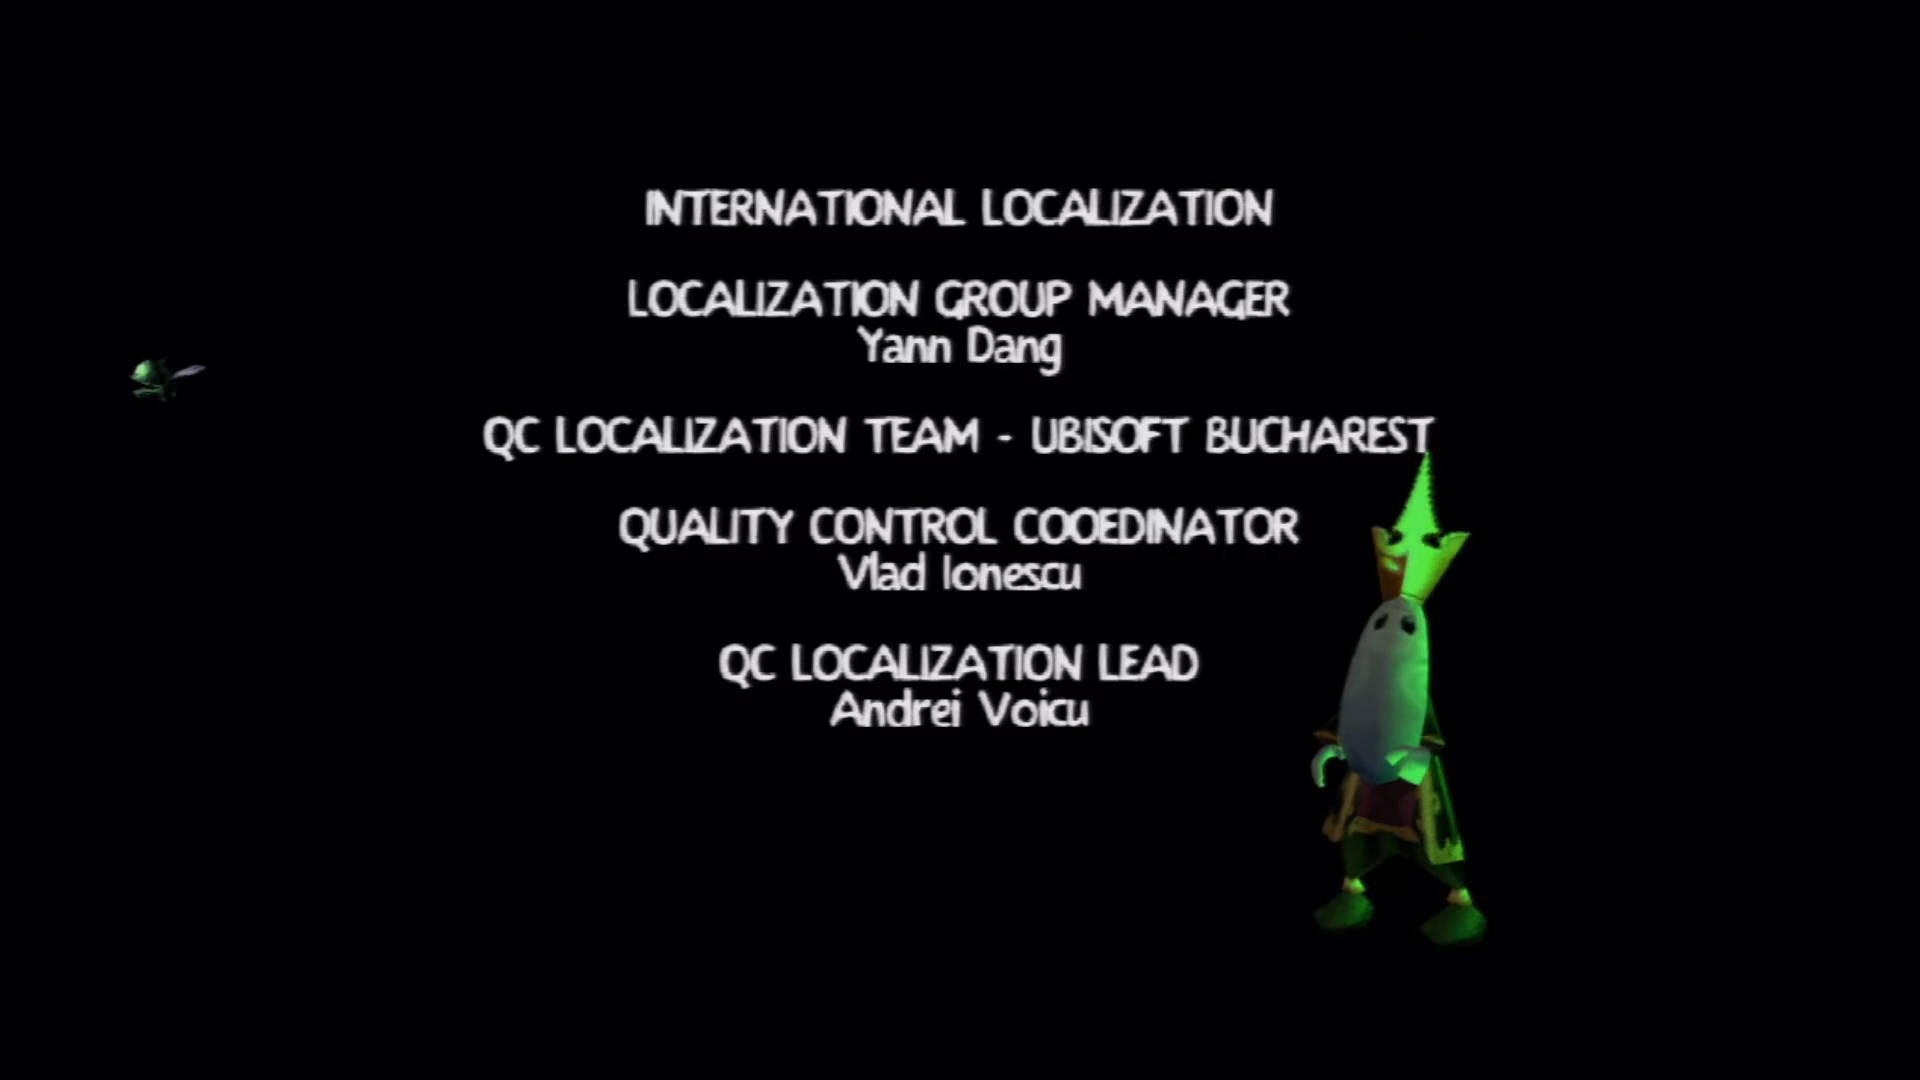 INTERNATIONAL LOCALIZATION
LOCALIZATION GROUP MANAGER
Yann Dang
QC LOCALIZATION TEAM - UBISOFT BUCHAREST
QUALITY CONTROL COOEDINATOR
Vlad Ionescu
QC LOCALIZATION LEAD
Andrei Voicu